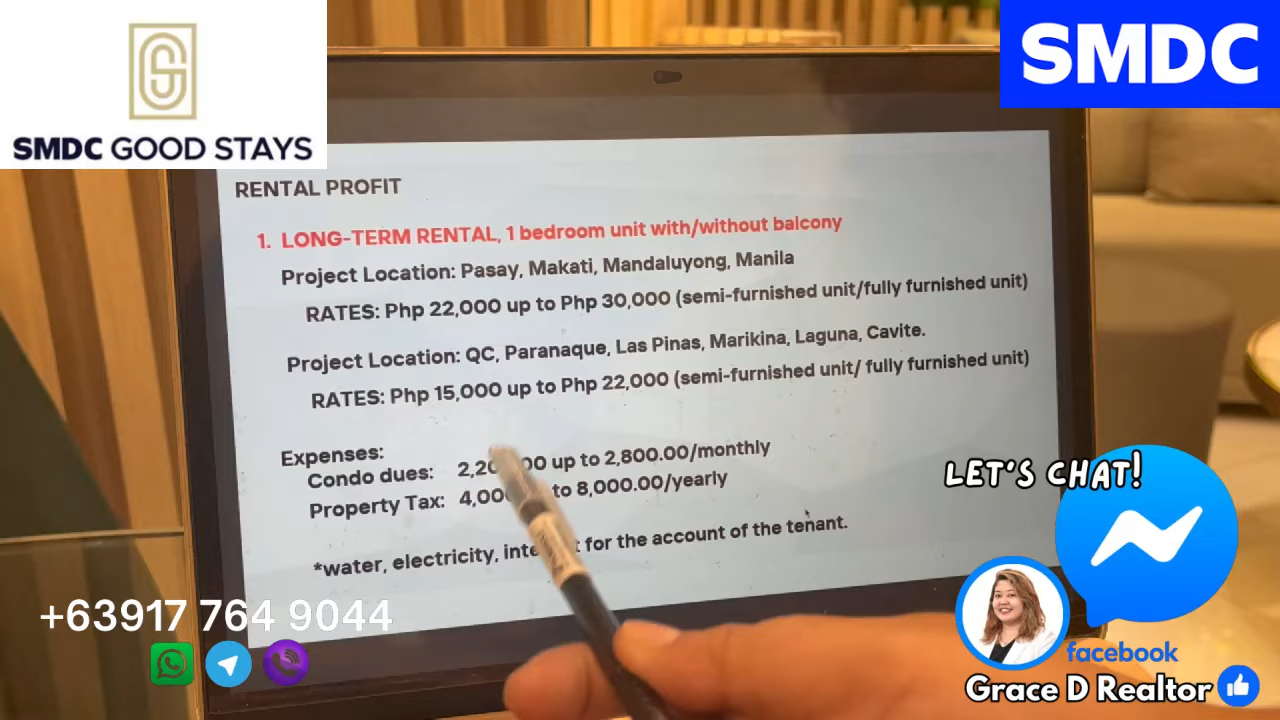 SMDC GOOD STAYS
SMDC
RENTAL PROFIT
1. LONG-TERM RENTAL, 1 bedroom unit with/without balcony
Project Location: Pasay, Makati, Mandaluyong, Manila
RATES: Php 22,000 up to Php 30,000 (semi-furnished unit/fully furnished unit)
Project Location: QC, Paranaque, Las Pinas, Marikina, Laguna, Cavite.
RATES: Php 15,000 up to Php 22,000 (semi-furnished unit/ fully furnished unit)
Expenses:
Condo dues: up to 2,800.00/monthly
Property Tax: to 8,000.00/yearly
*water, electricity, for the account of the tenant.
LET'S CHAT!
+63917 764 9044
facebook
Grace D Realtor